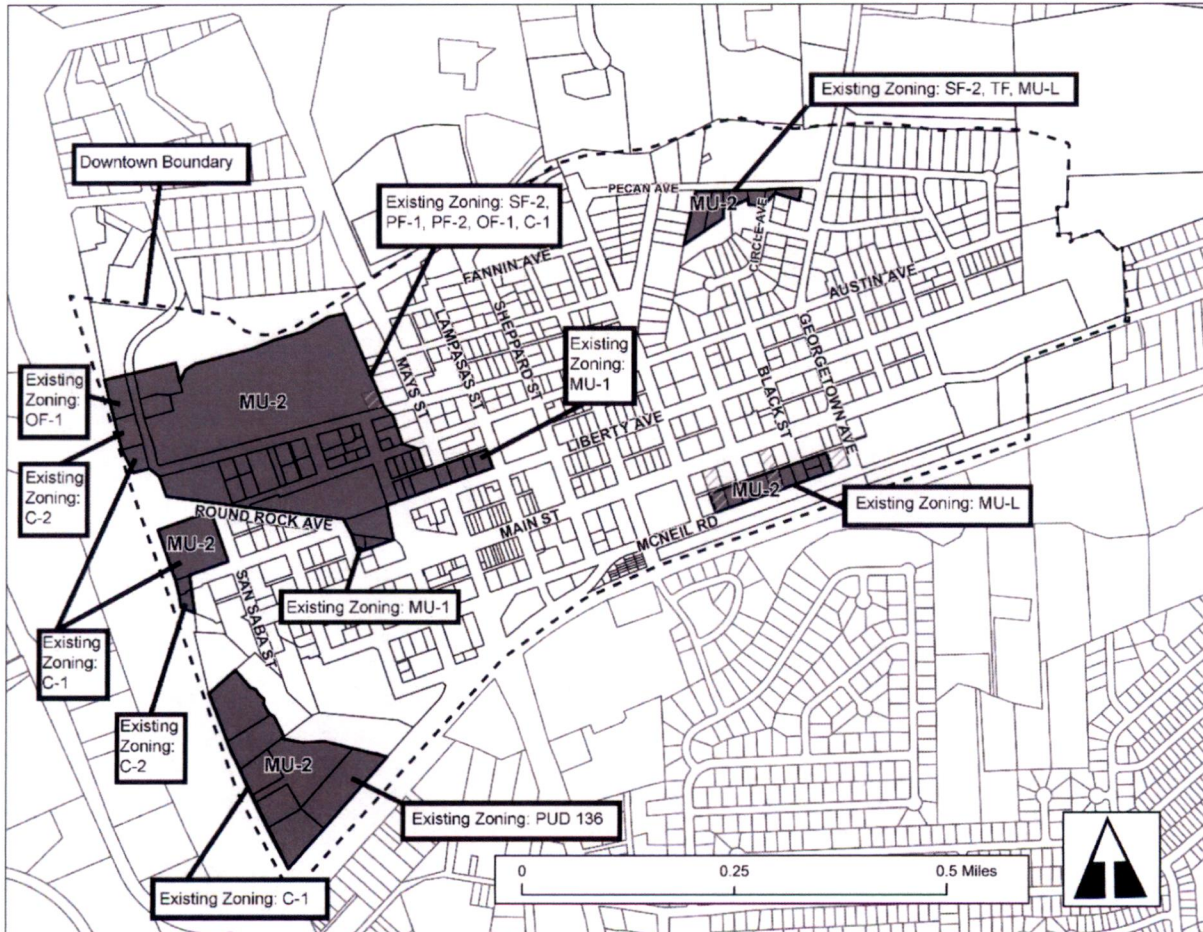 Existing Zoning: SF-2, TF, MU-L
Downtown Boundary
Existing Zoning: SF-2,
PF-1, PF-2, OF-1, C-1
PECAN AVE
MU-2
CIRCLE AVE
FANNIN AVE
AUSTIN AVE
SHEPPARD ST
LAMPASAS ST
MAYS ST
Existing
Zoning:
MU-1
GEORGETOWN AVE
BLACK ST
Existing
Zoning:
OF-1
MU-2
LIBERTY AVE
Existing
Zoning:
C-2
MU-2
Existing Zoning: MU-L
ROUND ROCK AVE
MAIN ST
MCNEIL RD
MU-2
SAN SABA ST
Existing Zoning: MU-1
Existing
Zoning:
C-1
Existing
Zoning:
C-2
MU-2
Existing Zoning: PUD 136
Existing Zoning: C-1
0 0.25 0.5 Miles